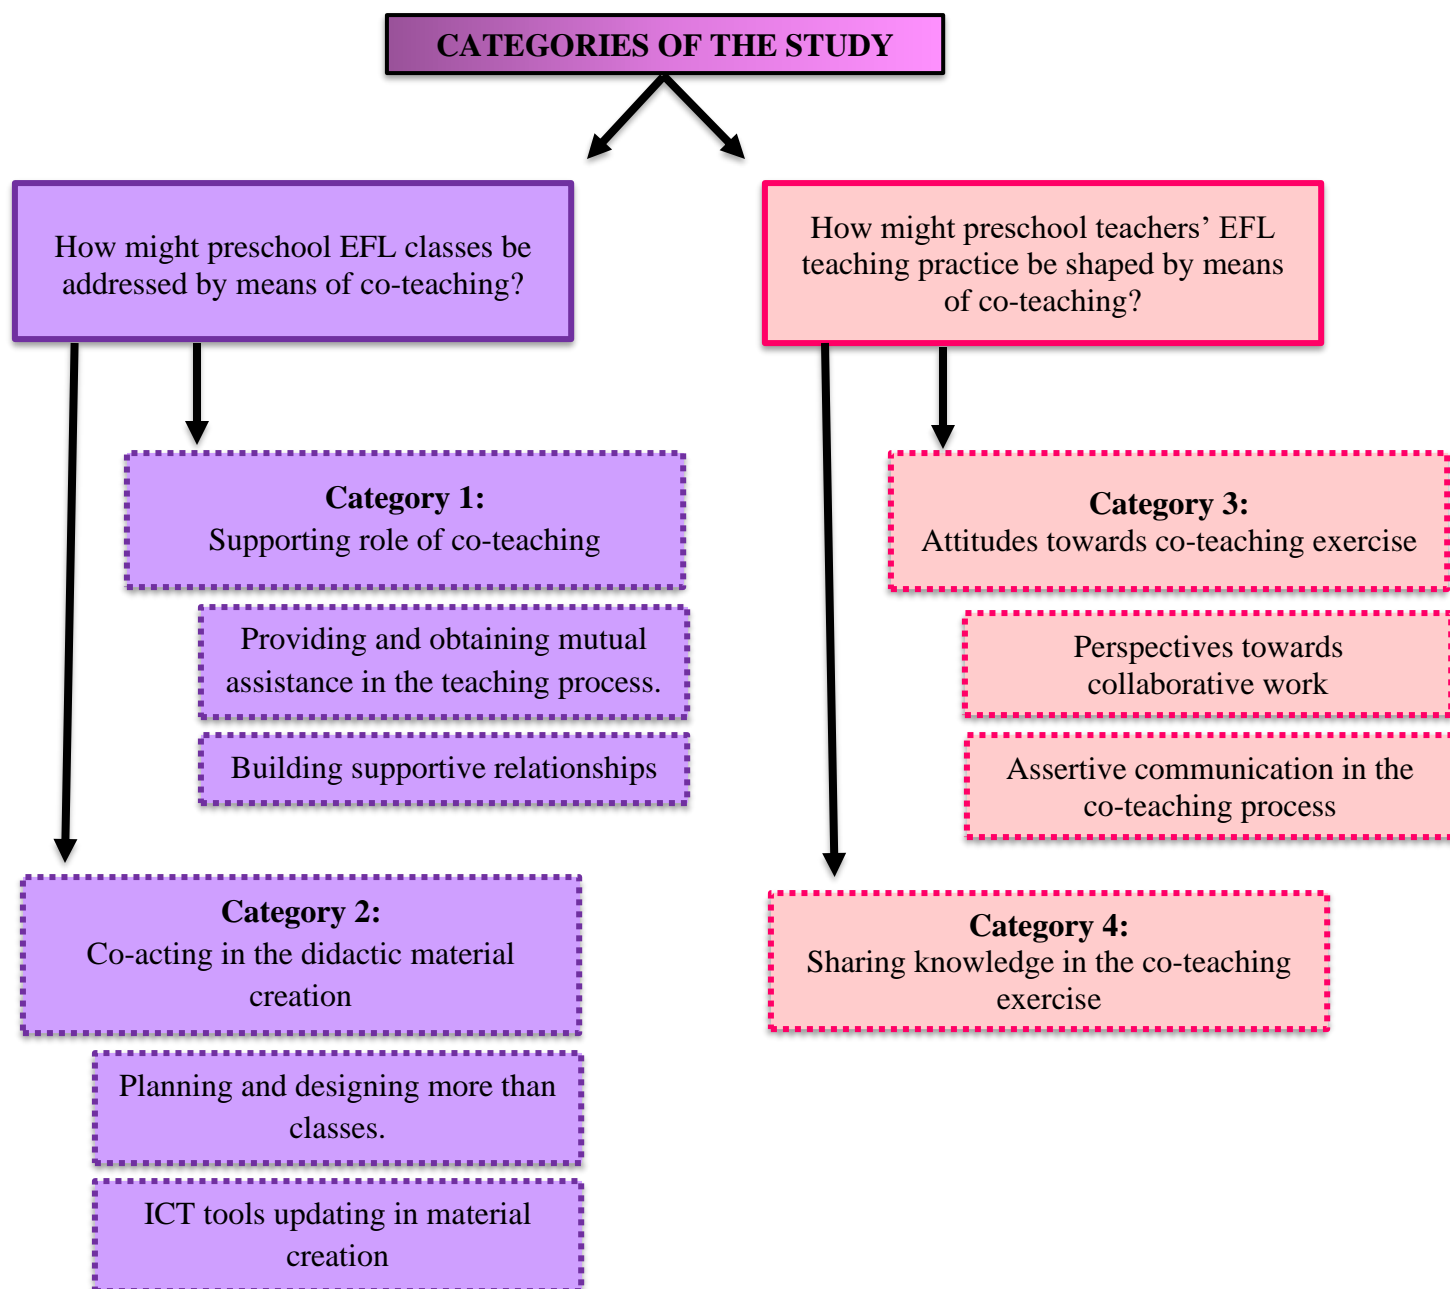 CATEGORIES OF THE STUDY
How might preschool EFL classes be
addressed by means of co-teaching?
How might preschool teachers’ EFL
teaching practice be shaped by means
of co-teaching?
Category 1:
Supporting role of co-teaching
Providing and obtaining mutual
assistance in the teaching process.
Building supportive relationships
Category 2:
Co-acting in the didactic material
creation
Planning and designing more than
classes.
ICT tools updating in material
creation
Category 3:
Attitudes towards co-teaching exercise
Perspectives towards
collaborative work
Assertive communication in the
co-teaching process
Category 4:
Sharing knowledge in the co-teaching
exercise